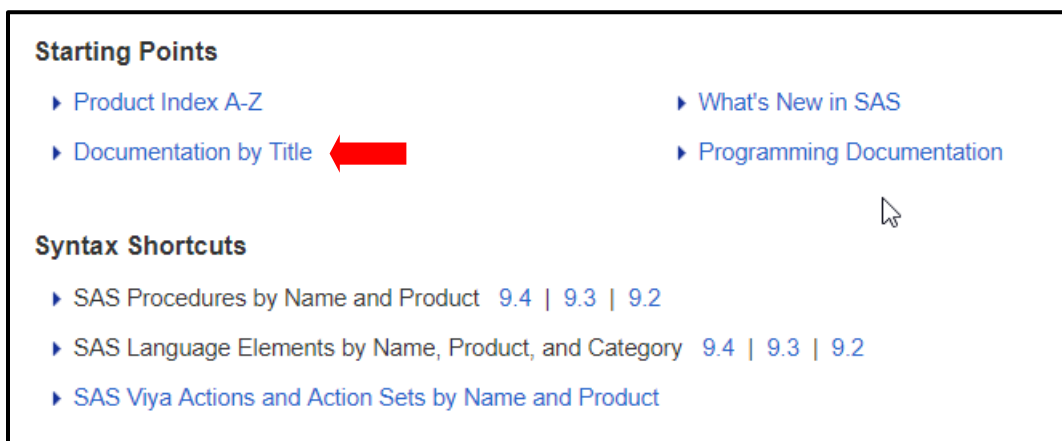 Starting Points
Product Index A-Z
What's New in SAS
Documentation by Title
Programming Documentation
Syntax Shortcuts
SAS Procedures by Name and Product 9.4 | 9.3 | 9.2
SAS Language Elements by Name, Product, and Category 9.4 | 9.3 | 9.2
SAS Viya Actions and Action Sets by Name and Product